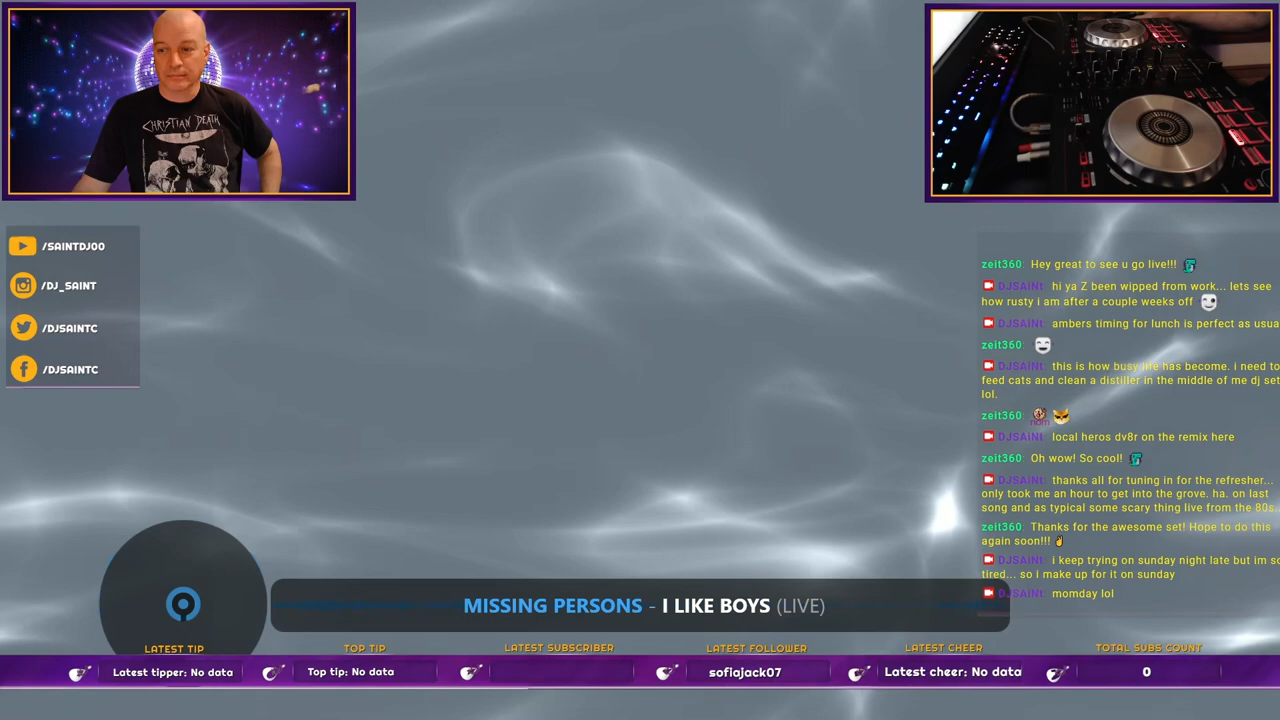 CHRISTIAN DEATH
/SAINTDJ00
/DJ_SAINT
/DJSAINTC
/DJSAINTC
zeit360: Hey great to see u go live!!!
DJSAINt: hi ya Z been wipped from work... lets see
how rusty i am after a couple weeks off
DJSAINt: ambers timing for lunch is perfect as usua
zeit360:
DJSAINt: this is how busy life has become. i need to
feed cats and clean a distiller in the middle of me dj set
lol.
zeit360: nom
DJSAINt: local heros dv8r on the remix here
zeit360: Oh wow! So cool!
DJSAINt: thanks all for tuning in for the refresher...
only took me an hour to get into the grove. ha. on last
song and as typical some scary thing live from the 80s..
zeit360: Thanks for the awesome set! Hope to do this
again soon!!!
DJSAINt: i keep trying on sunday night late but im so
tired... so i make up for it on sunday
DJSAINt: momday lol
MISSING PERSONS - I LIKE BOYS (LIVE)
LATEST TIP
TOP TIP
LATEST SUBSCRIBER
LATEST FOLLOWER
LATEST CHEER
TOTAL SUBS COUNT
Latest tipper: No data
Top tip: No data
sofiajack07
Latest cheer: No data
0